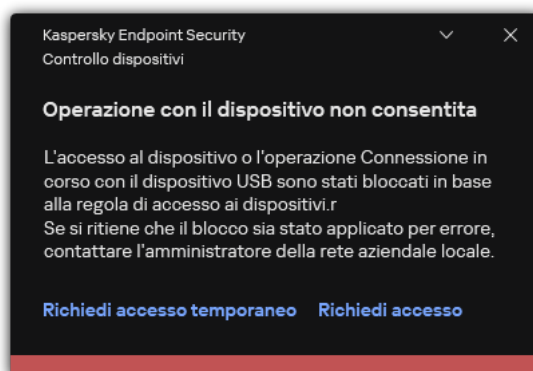 Kaspersky Endpoint Security
Controllo dispositivi
Operazione con il dispositivo non consentita
L'accesso al dispositivo o l'operazione Connessione in
corso con il dispositivo USB sono stati bloccati in base
alla regola di accesso ai dispositivi.r
Se si ritiene che il blocco sia stato applicato per errore,
contattare l'amministratore della rete aziendale locale.
Richiedi accesso temporaneo Richiedi accesso